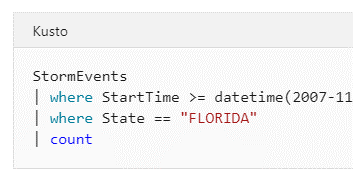 Kusto
StormEvents
| where StartTime >= datetime(2007-11
| where State == "FLORIDA"
| count